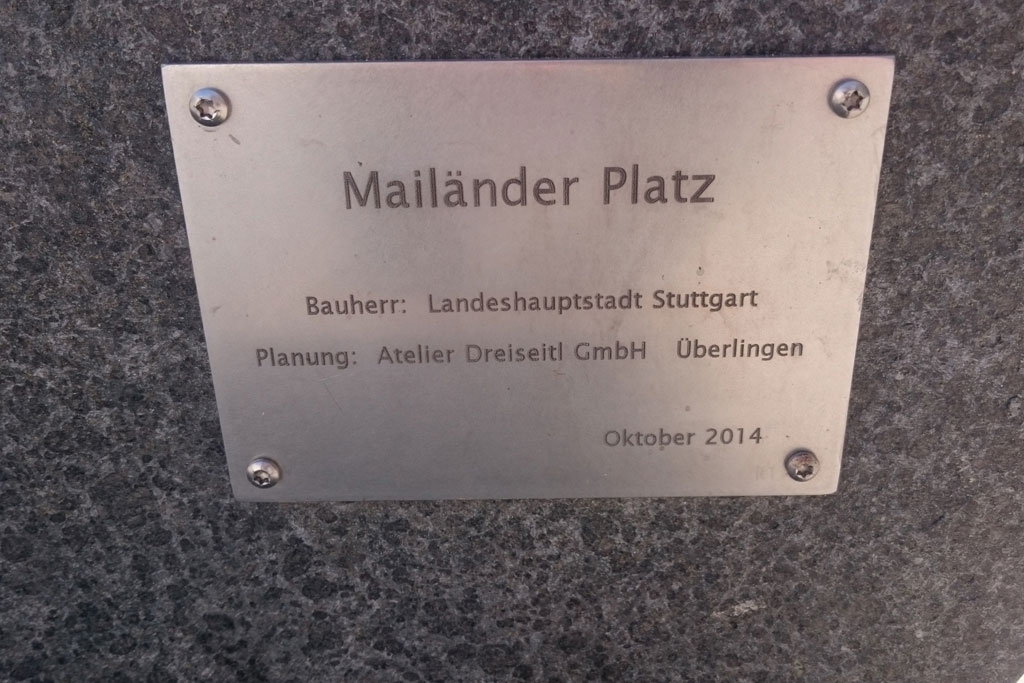 Mailänder Platz
Bauherr: Landeshauptstadt Stuttgart
Planung: Atelier Dreiseitl GmbH Überlingen
Oktober 2014